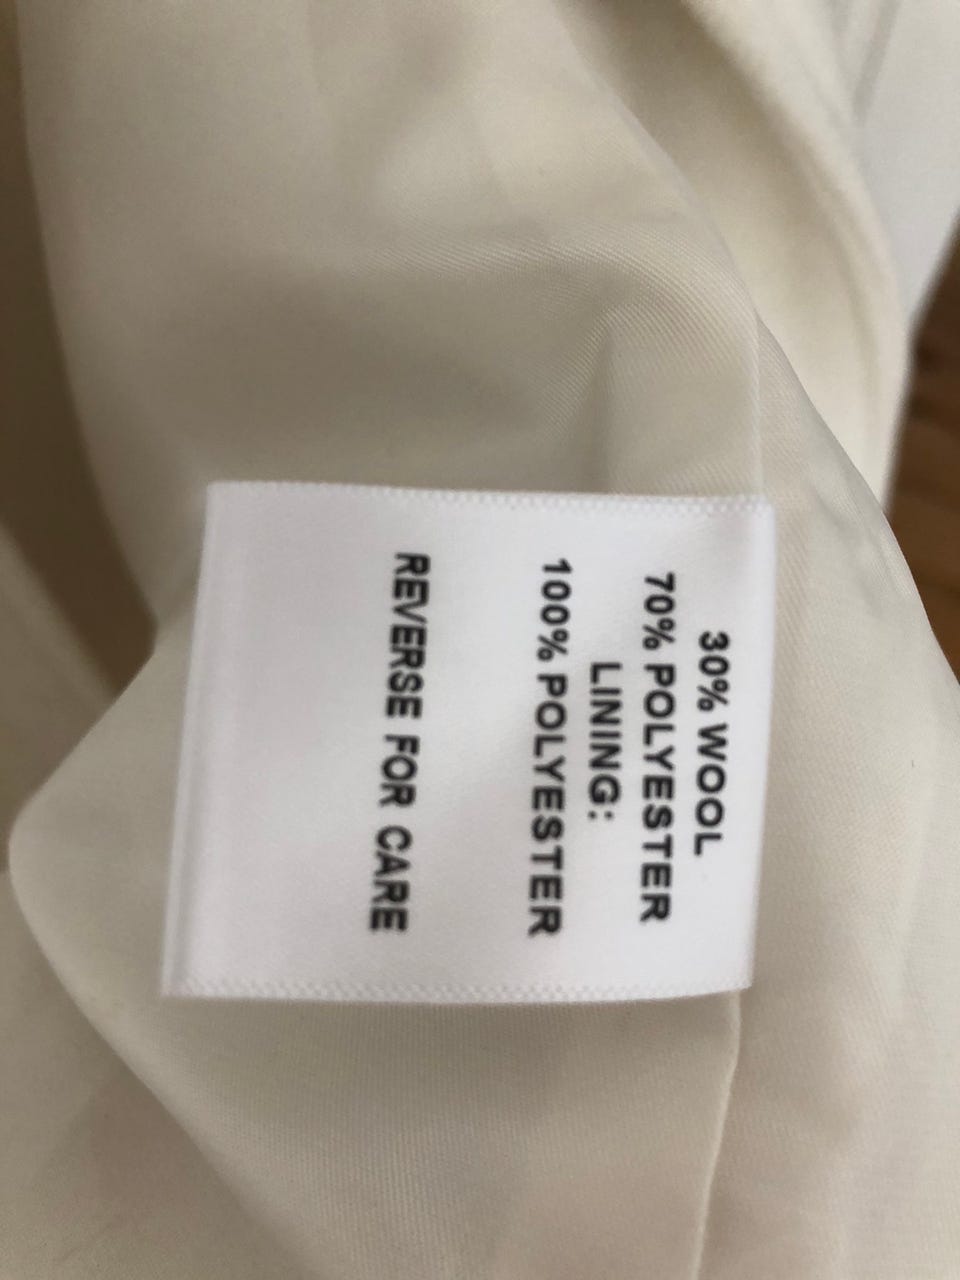 30% WOOL
70% POLYESTER
LINING:
100% POLYESTER
REVERSE FOR CARE